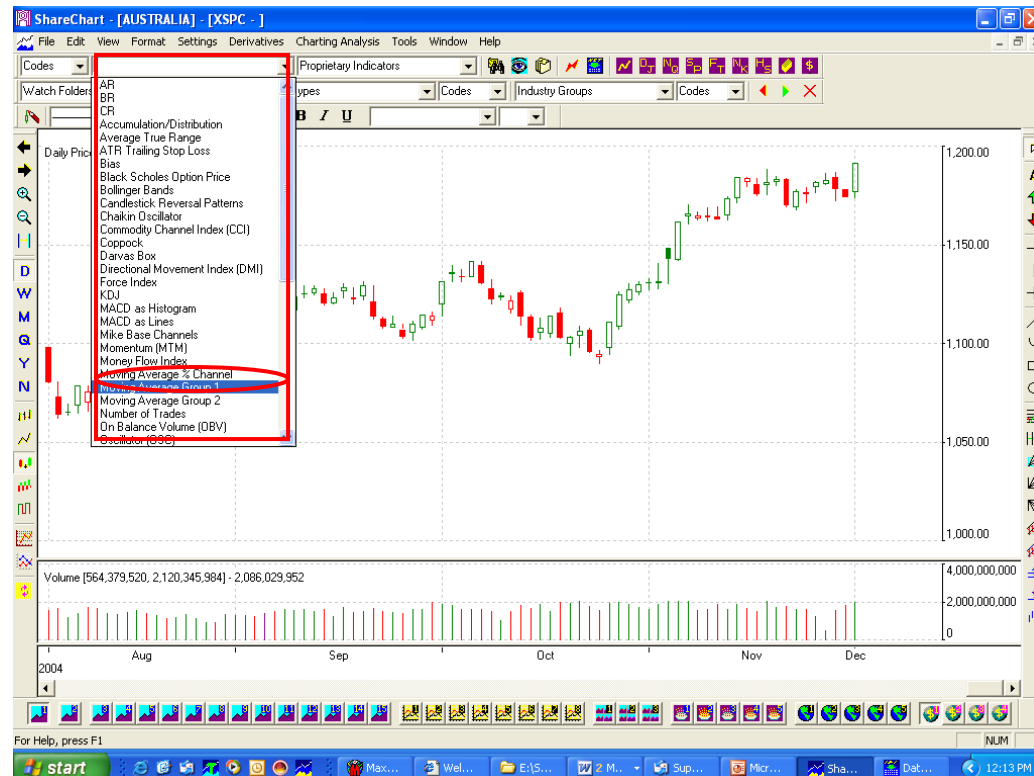 ShareChart - [AUSTRALIA] - [XSPC - ]
File Edit View Format Settings Derivatives Charting Analysis Tools Window Help
Codes Proprietary Indicators
Watch Folders ypes Codes Industry Groups Codes
B I U
Daily Pric
AR
BR
CR
Accumulation/Distribution
Average True Range
ATR Trailing Stop Loss
Bias
Black Scholes Option Price
Bollinger Bands
Candlestick Reversal Patterns
Chaikin Oscillator
Commodity Channel Index (CCI)
Coppock
Darvas Box
Directional Movement Index (DMI)
Force Index
KDJ
MACD as Histogram
MACD as Lines
Mike Base Channels
Momentum (MTM)
Money Flow Index
Moving Average % Channel
Moving Average Group 1
Moving Average Group 2
Number of Trades
On Balance Volume (OBV)
Oscillator (OSC)
D
W
M
Q
Y
N
1,200.00
1,150.00
1,100.00
1,050.00
1,000.00
Volume [564,379,520, 2,120,345,984] - 2,086,029,952
4,000,000,000
2,000,000,000
0
Aug Sep Oct Nov Dec
2004
For Help, press F1 NUM
start Max... Wel... E:\S... 2 M.. Sup... Micr... Sha... Dat... 12:13 PM